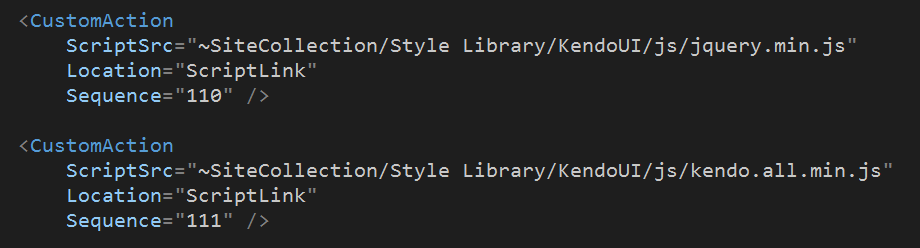 <CustomAction
    ScriptSrc="~SiteCollection/Style Library/KendoUI/js/jquery.min.js"
    Location="ScriptLink"
    Sequence="110" />

<CustomAction
    ScriptSrc="~SiteCollection/Style Library/KendoUI/js/kendo.all.min.js"
    Location="ScriptLink"
    Sequence="111" />